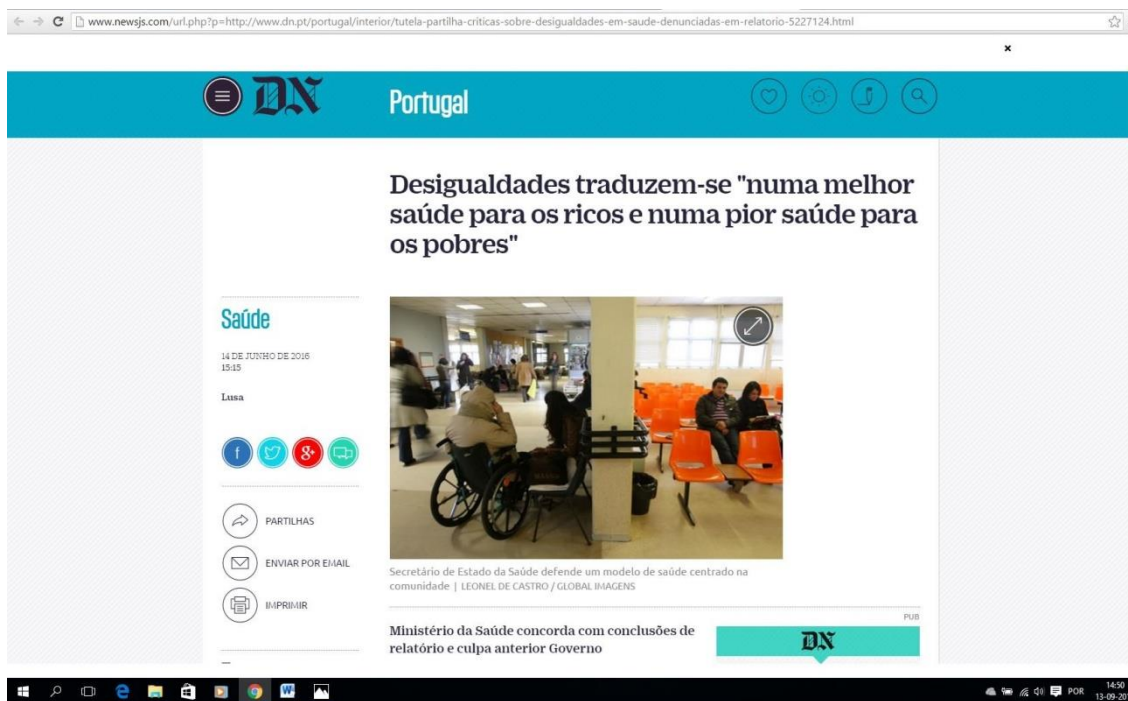 www.newsjs.com/url.php?p=http://www.dn.pt/portugal/interior/tutela-partilha-criticas-sobre-desigualdades-em-saude-denunciadas-em-relatorio-5227124.html
DN
Portugal
Desigualdades traduzem-se "numa melhor
saúde para os ricos e numa pior saúde para
os pobres"
Saúde
14 DE JUNHO DE 2016
15:15
Lusa
PARTILHAS
ENVIAR POR EMAIL
IMPRIMIR
Secretário de Estado da Saúde defende um modelo de saúde centrado na
comunidade | LEONEL DE CASTRO / GLOBAL IMAGENS
PUB
Ministério da Saúde concorda com conclusões de
relatório e culpa anterior Governo
DN
POR
14:50